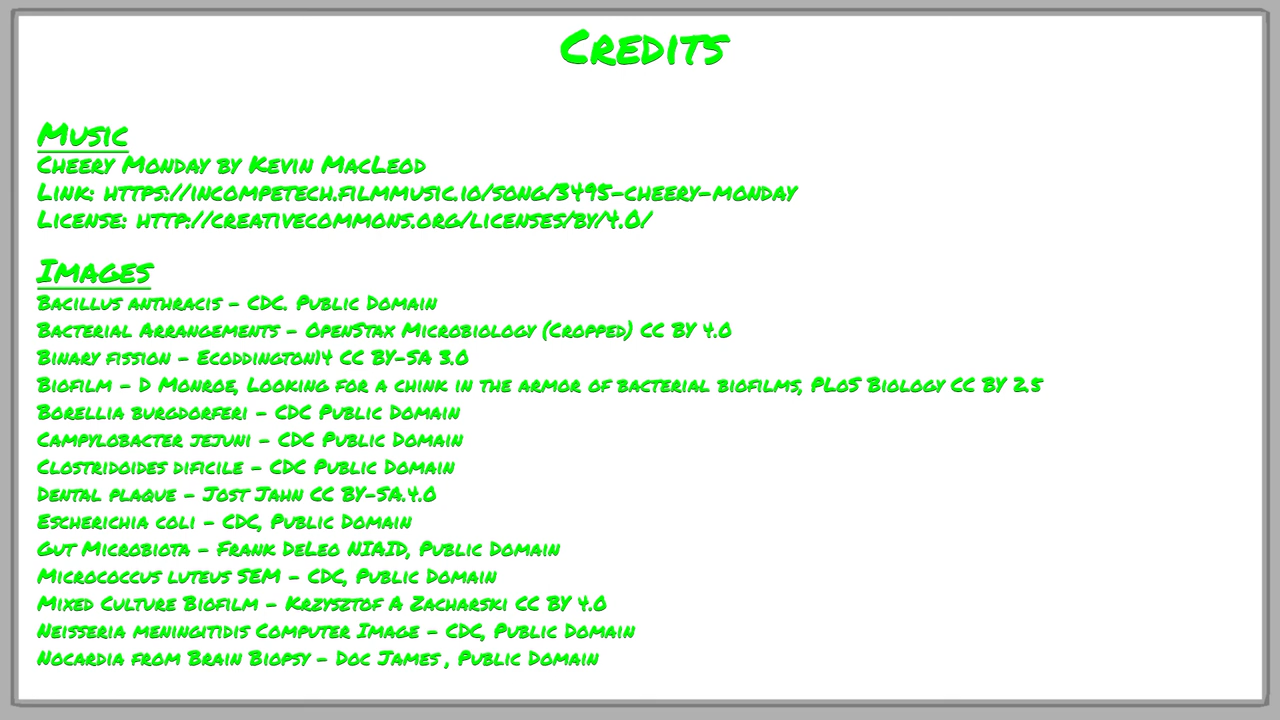 Credits
Music
Cheery Monday by Kevin MacLeod
Link: https://incompetech.filmmusic.io/song/3495-cheery-monday
License: http://creativecommons.org/licenses/by/4.0/
Images
Bacillus anthracis - CDC. Public Domain
Bacterial Arrangements - OpenStax Microbiology (Cropped) CC BY 4.0
Binary fission - Ecoddington14 CC BY-SA 3.0
Biofilm - D Monroe, Looking for a chink in the armor of bacterial biofilms, PLoS Biology CC BY 2.5
Borellia burgdorferi - CDC Public Domain
Campylobacter jejuni - CDC Public Domain
Clostridoides dificile - CDC Public Domain
Dental plaque - Jost Jahn CC BY-SA.4.0
Escherichia coli - CDC, Public Domain
Gut Microbiota - Frank DeLeo NIAID, Public Domain
Micrococcus luteus SEM - CDC, Public Domain
Mixed Culture Biofilm - Krzysztof A Zacharski CC BY 4.0
Neisseria meningitidis Computer Image - CDC, Public Domain
Nocardia from Brain Biopsy - Doc James , Public Domain